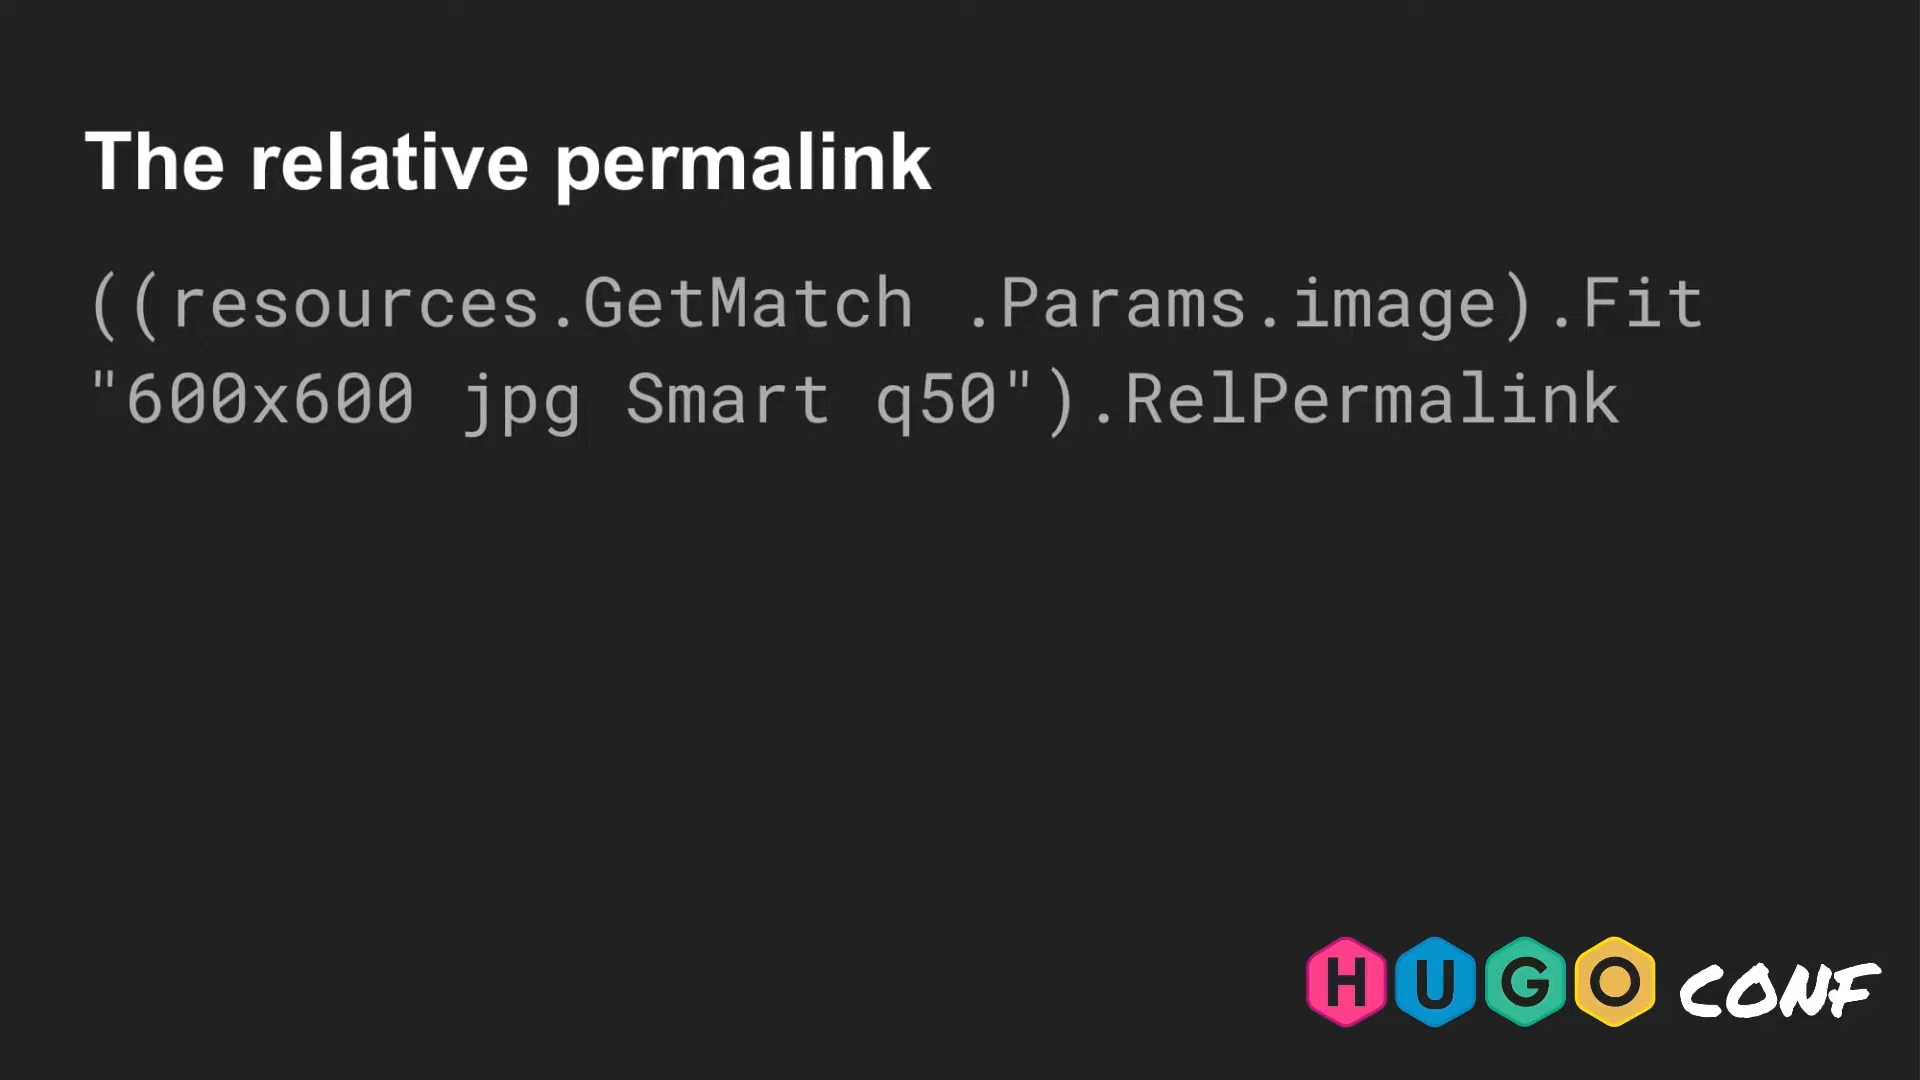 The relative permalink
((resources.GetMatch .Params.image).Fit
"600x600 jpg Smart q50").RelPermalink
HUGO CONF